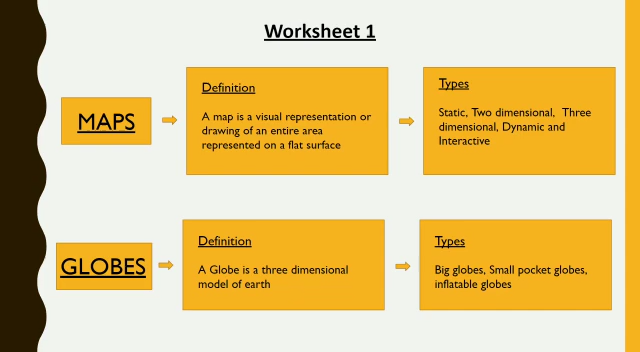 Worksheet 1
MAPS
Definition
A map is a visual representation or
drawing of an entire area
represented on a flat surface
Types
Static, Two dimensional, Three
dimensional, Dynamic and
Interactive
GLOBES
Definition
A Globe is a three dimensional
model of earth
Types
Big globes, Small pocket globes,
inflatable globes